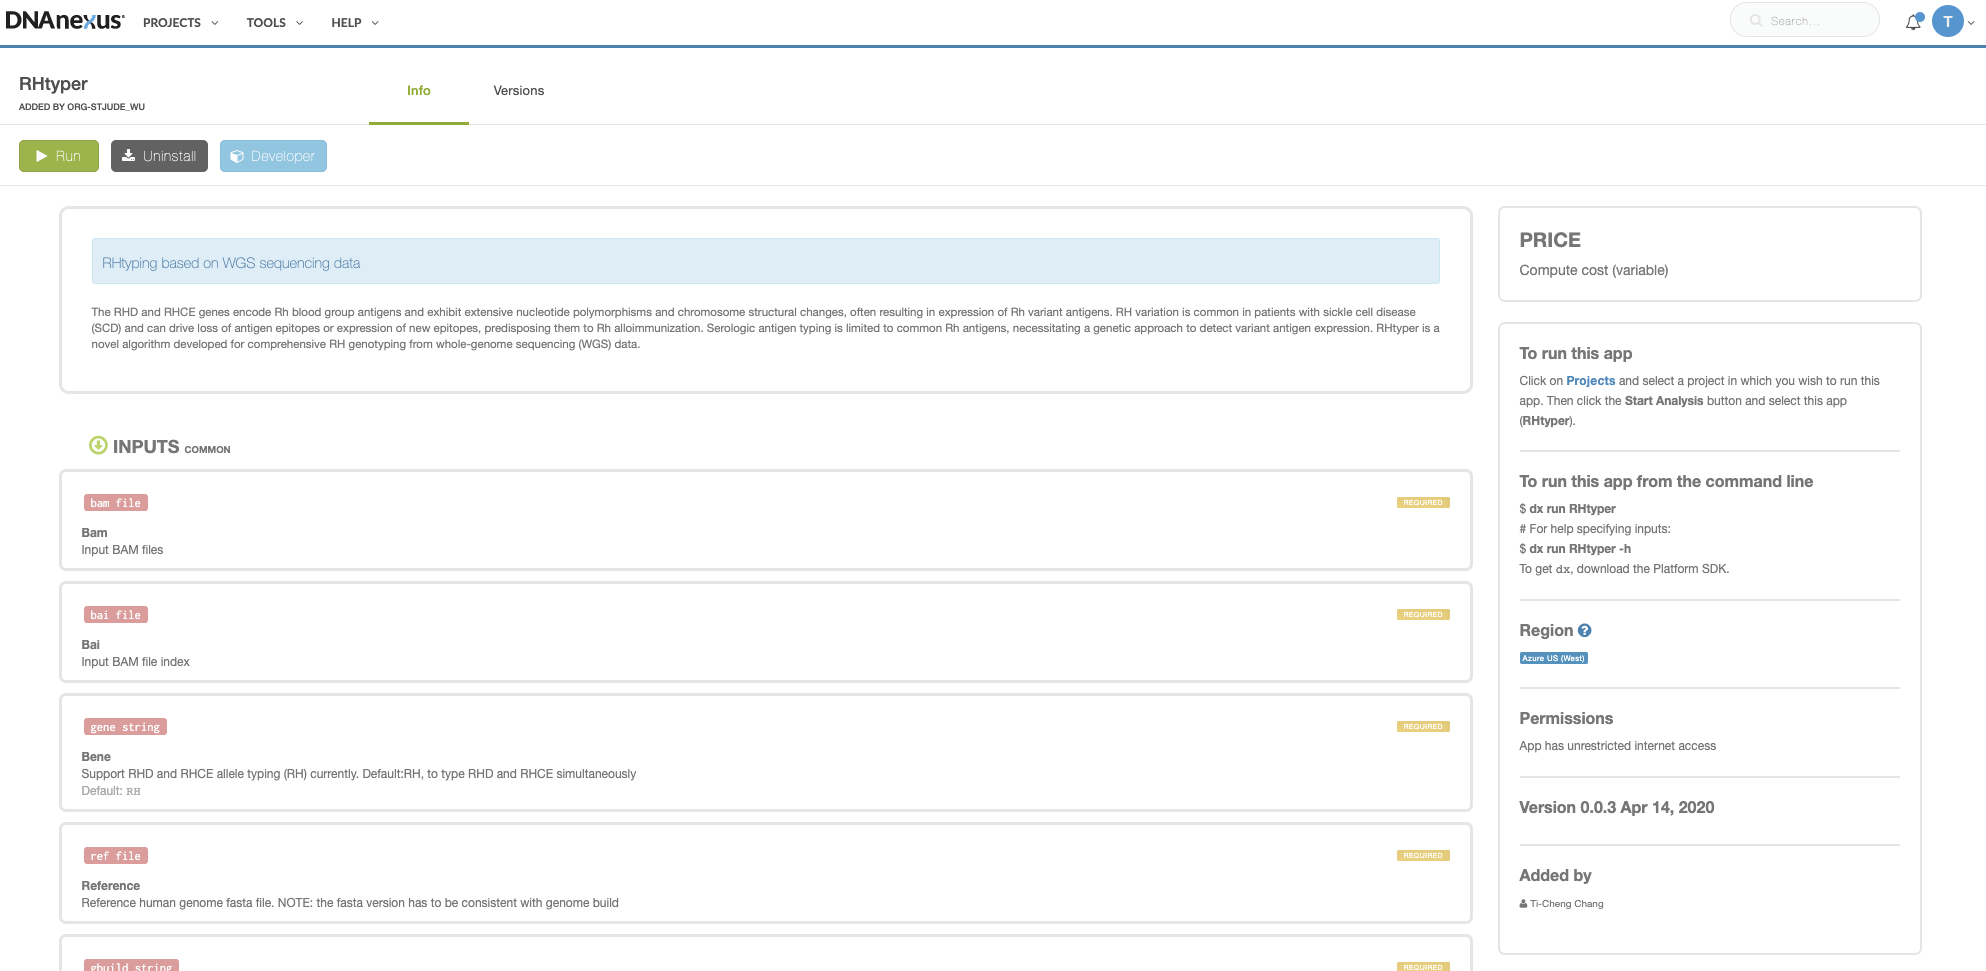 DNAnexus
PROJECTS TOOLS HELP Search... T
RHtyper
ADDED BY ORG-STJUDE_WU
Info Versions
Run Uninstall Developer
RHtyping based on WGS sequencing data
The RHD and RHCE genes encode Rh blood group antigens and exhibit extensive nucleotide polymorphisms and chromosome structural changes, often resulting in expression of Rh variant antigens. RH variation is common in patients with sickle cell disease
(SCD) and can drive loss of antigen epitopes or expression of new epitopes, predisposing them to Rh alloimmunization. Serologic antigen typing is limited to common Rh antigens, necessitating a genetic approach to detect variant antigen expression. RHtyper is a
novel algorithm developed for comprehensive RH genotyping from whole-genome sequencing (WGS) data.
INPUTS COMMON
bam file REQUIRED
Bam
Input BAM files
bai file REQUIRED
Bai
Input BAM file index
gene string REQUIRED
Bene
Support RHD and RHCE allele typing (RH) currently. Default:RH, to type RHD and RHCE simultaneously
Default: RH
ref file REQUIRED
Reference
Reference human genome fasta file. NOTE: the fasta version has to be consistent with genome build
gbuild string REQUIRED
PRICE
Compute cost (variable)
To run this app
Click on Projects and select a project in which you wish to run this
app. Then click the Start Analysis button and select this app
(RHtyper).
To run this app from the command line
$ dx run RHtyper
# For help specifying inputs:
$ dx run RHtyper -h
To get dx, download the Platform SDK.
Region ?
Azure US (West)
Permissions
App has unrestricted internet access
Version 0.0.3 Apr 14, 2020
Added by
Ti-Cheng Chang